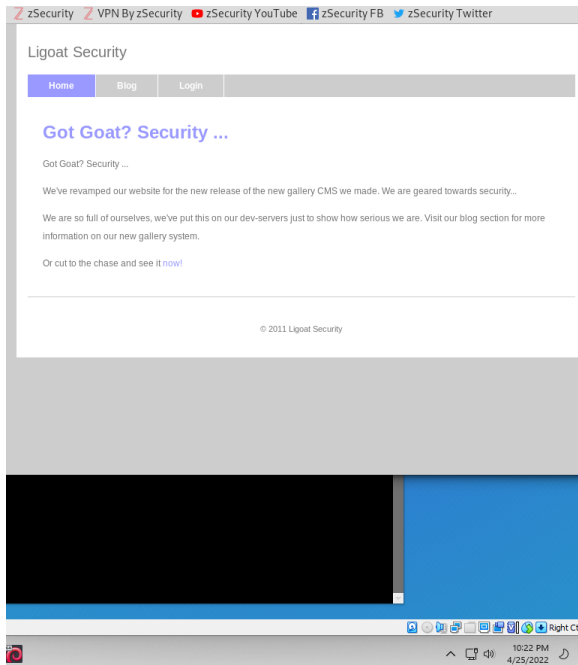 zSecurity VPN By zSecurity zSecurity YouTube zSecurity FB zSecurity Twitter
Ligoat Security
Home Blog Login
Got Goat? Security ...
Got Goat? Security ...
We've revamped our website for the new release of the new gallery CMS we made. We are geared towards security...
We are so full of ourselves, we've put this on our dev-servers just to show how serious we are. Visit our blog section for more
information on our new gallery system.
Or cut to the chase and see it now!
© 2011 Ligoat Security
Right Ct
10:22 PM
4/25/2022